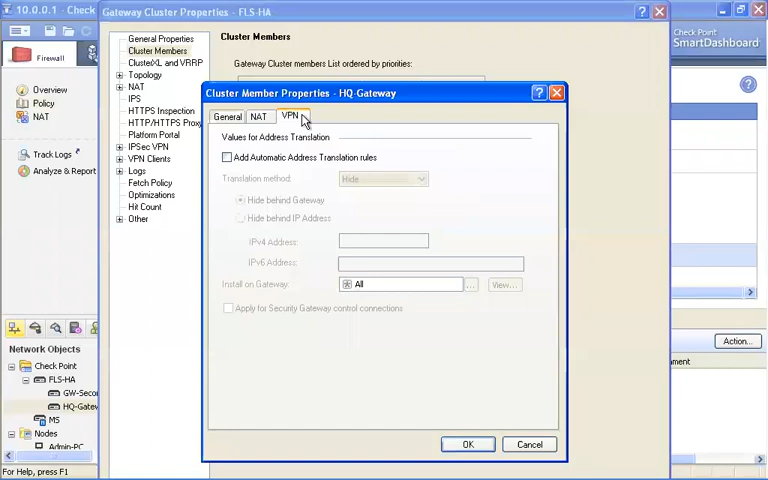 10.0.0.1 - Check
Gateway Cluster Properties - FLS-HA
Check Point
SmartDashboard
Firewall
Overview
Policy
NAT
Track Logs
Analyze & Report
General Properties
Cluster Members
ClusterXL and VRRP
Topology
NAT
IPS
HTTPS Inspection
HTTP/HTTPS Proxy
Platform Portal
IPSec VPN
VPN Clients
Logs
Fetch Policy
Optimizations
Hit Count
Other
Cluster Members
Gateway Cluster members List ordered by priorities:
Cluster Member Properties - HQ-Gateway
General
NAT
VPN
Values for Address Translation
Add Automatic Address Translation rules
Translation method:
Hide
Hide behind Gateway
Hide behind IP Address
IPv4 Address:
IPv6 Address:
Install on Gateway:
All
...
View...
Apply for Security Gateway control connections
OK
Cancel
Action...
ment
Network Objects
Check Point
FLS-HA
GW-Secon
HQ-Gatew
MS
Nodes
Admin-PC
For Help, press F1